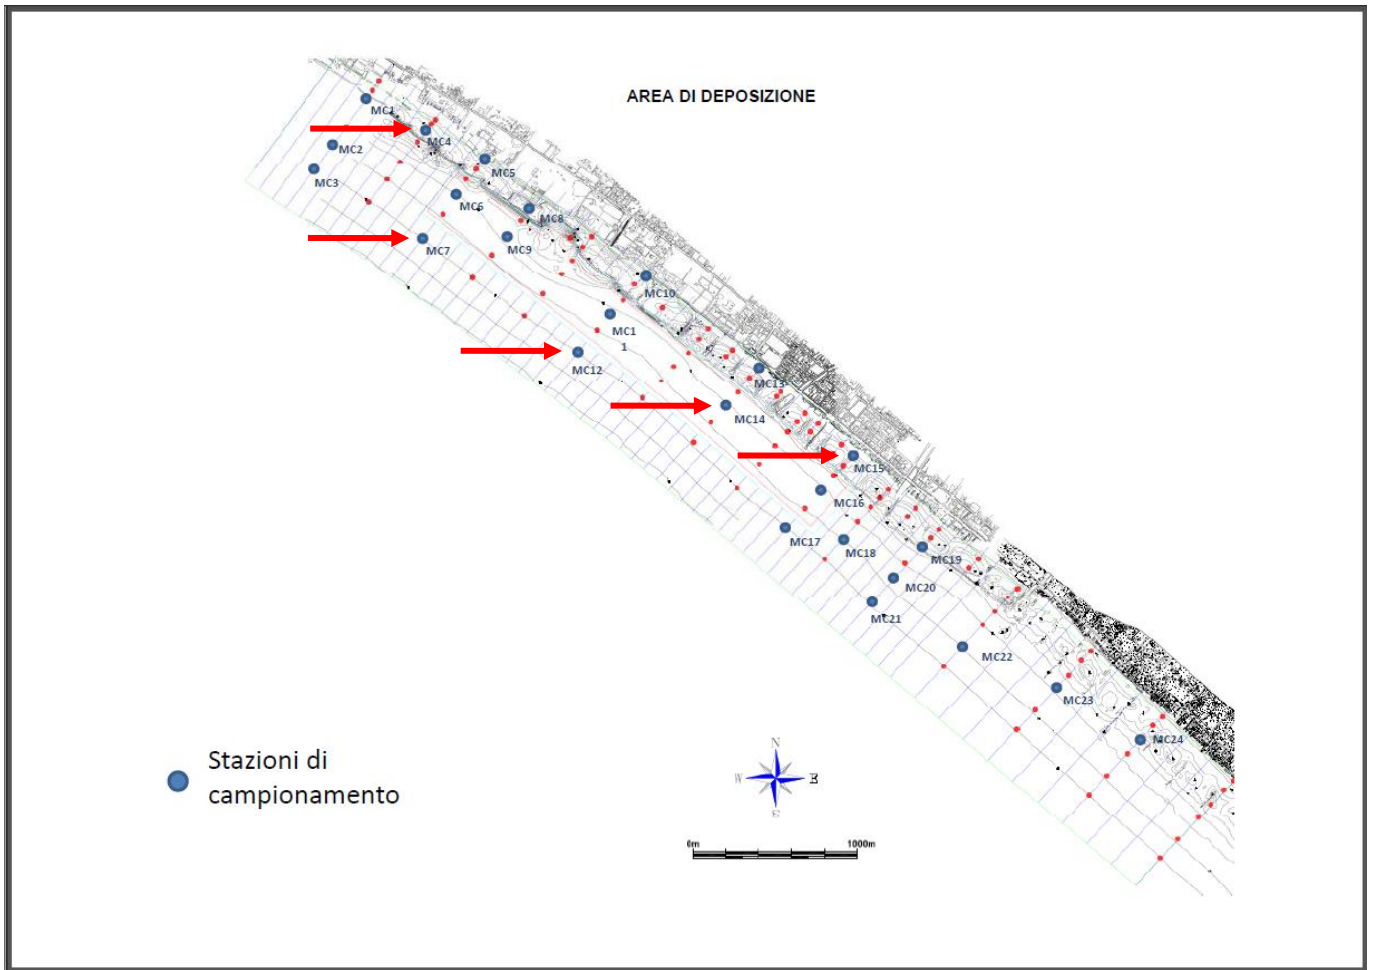 AREA DI DEPOSIZIONE
MC1
MC4
MC2
MC5
MC3
MC6
MC8
MC7
MC9
MC10
MC1
1
MC12
MC13
MC14
MC15
MC16
MC17
MC18
MC19
MC20
MC21
MC22
MC23
MC24
Stazioni di
campionamento
N
W
E
S
0m
1000m